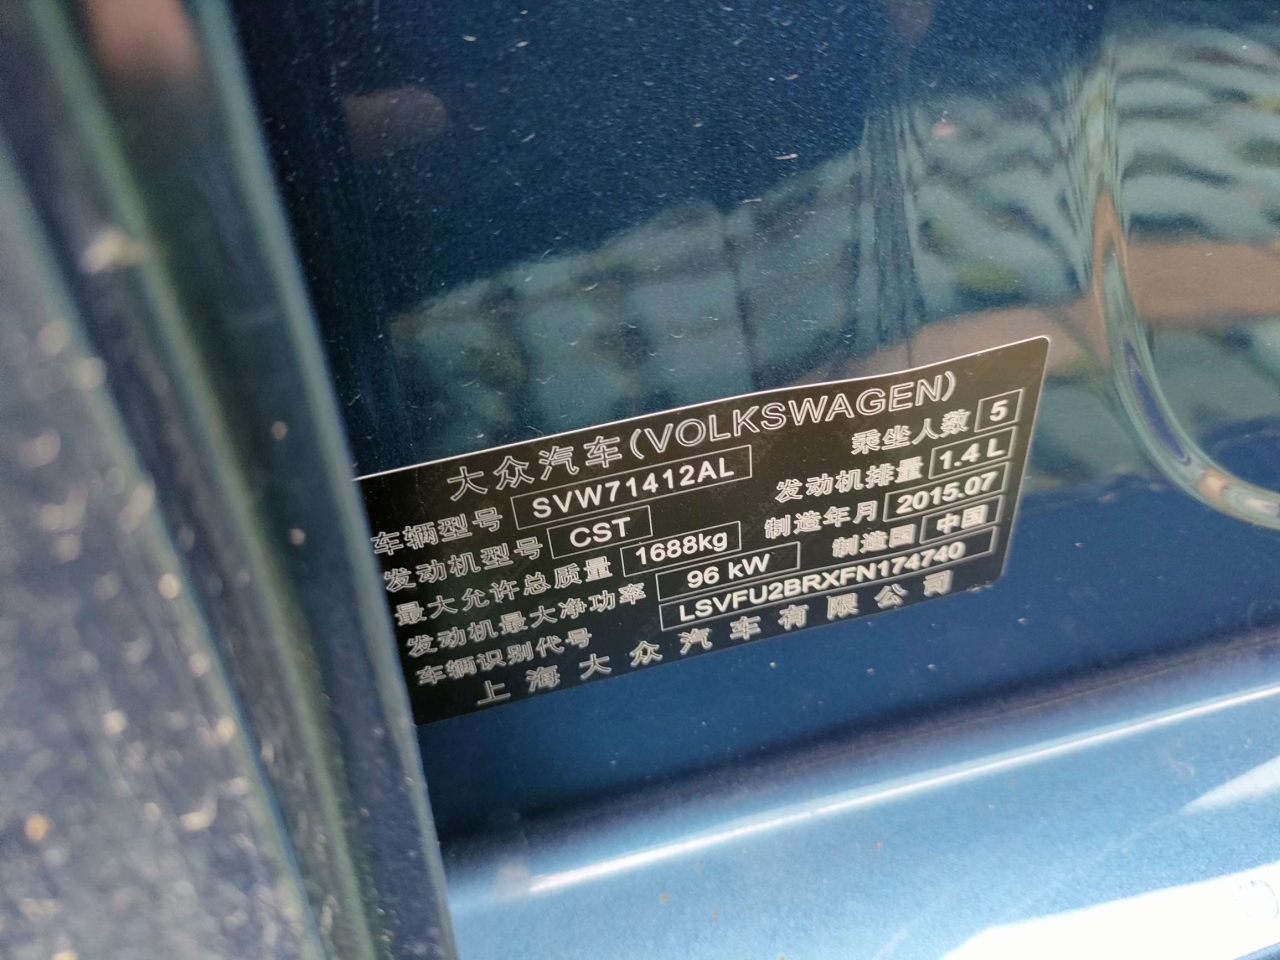 大众汽车(VOLKSWAGEN)
车辆型号 SVW71412AL 乘坐人数 5
发动机型号 CST 发动机排量 1.4 L
最大允许总质量 1688kg 制造年月 2015.07
发动机最大净功率 96 kW 制造国 中国
车辆识别代号 LSVFU2BRXFN174740
上海大众汽车有限公司